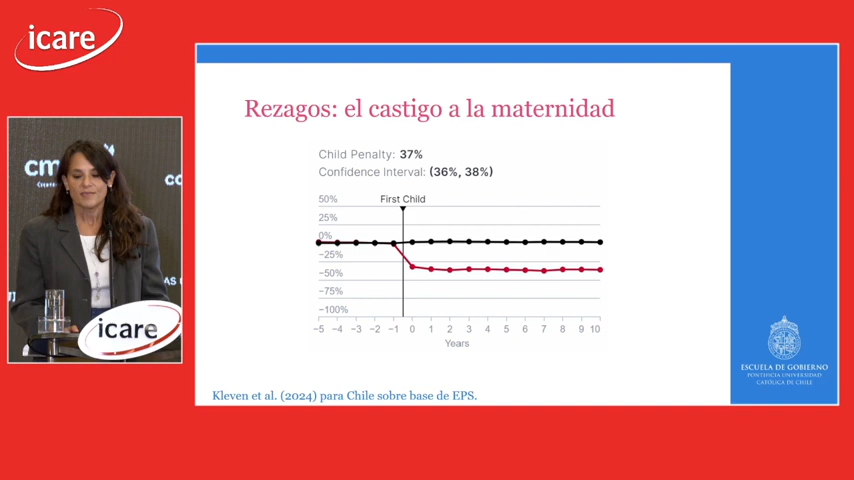 icare
cm
co
AS U
icare
Rezagos: el castigo a la maternidad
Child Penalty: 37%
Confidence Interval: (36%, 38%)
First Child
50%
25%
0%
−25%
−50%
−75%
−100%
−5 −4 −3 −2 −1 0 1 2 3 4 5 6 7 8 9 10
Years
Kleven et al. (2024) para Chile sobre base de EPS.
ESCUELA DE GOBIERNO
PONTIFICIA UNIVERSIDAD
CATÓLICA DE CHILE